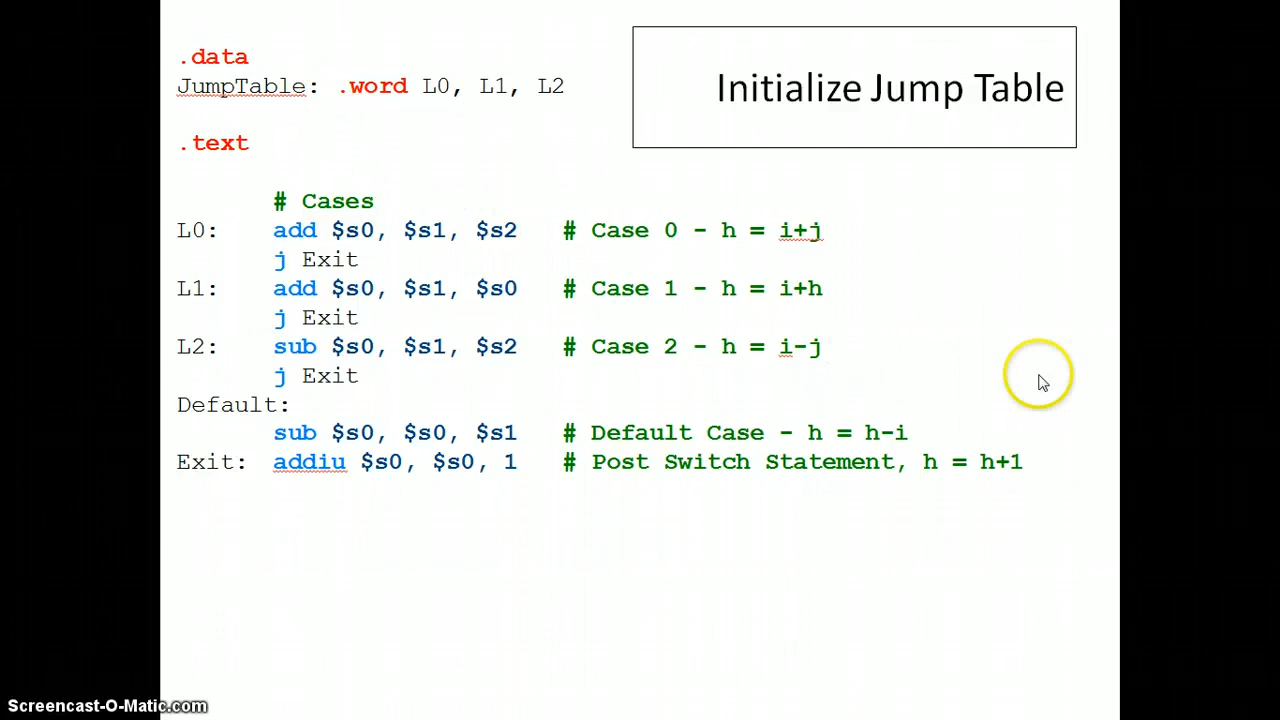 .data
JumpTable: .word L0, L1, L2
Initialize Jump Table
.text
# Cases
L0: add $s0, $s1, $s2 # Case 0 - h = i+j
j Exit
L1: add $s0, $s1, $s0 # Case 1 - h = i+h
j Exit
L2: sub $s0, $s1, $s2 # Case 2 - h = i-j
j Exit
Default:
sub $s0, $s0, $s1 # Default Case - h = h-i
Exit: addiu $s0, $s0, 1 # Post Switch Statement, h = h+1
Screencast-O-Matic.com